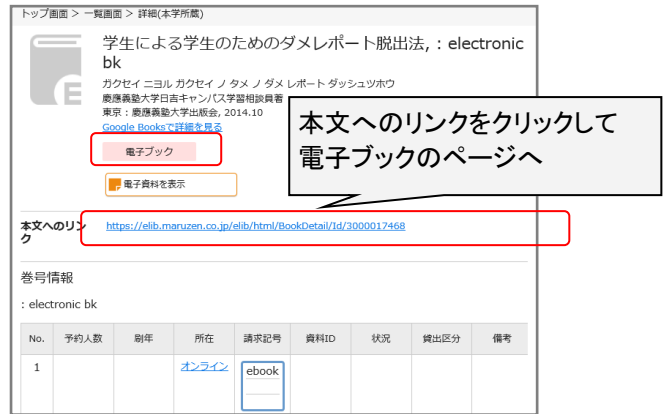 トップ画面 > 一覧画面 > 詳細(本学所蔵)
学生による学生のためのダメレポート脱出法, : electronic
bk
ガクセイ ニヨル ガクセイ ノ タメ ノ ダメ レポート ダッシュツホウ
慶應義塾大学日吉キャンパス学習相談員著
東京 : 慶應義塾大学出版会, 2014.10
Google Booksで詳細を見る
電子ブック
電子資料を表示
本文へのリンクをクリックして
電子ブックのページへ
本文へのリン
ク
https://elib.maruzen.co.jp/elib/html/BookDetail/Id/3000017468
巻号情報
: electronic bk
No. 予約人数 刷年 所在 請求記号 資料ID 状況 貸出区分 備考
1 オンライン ebook